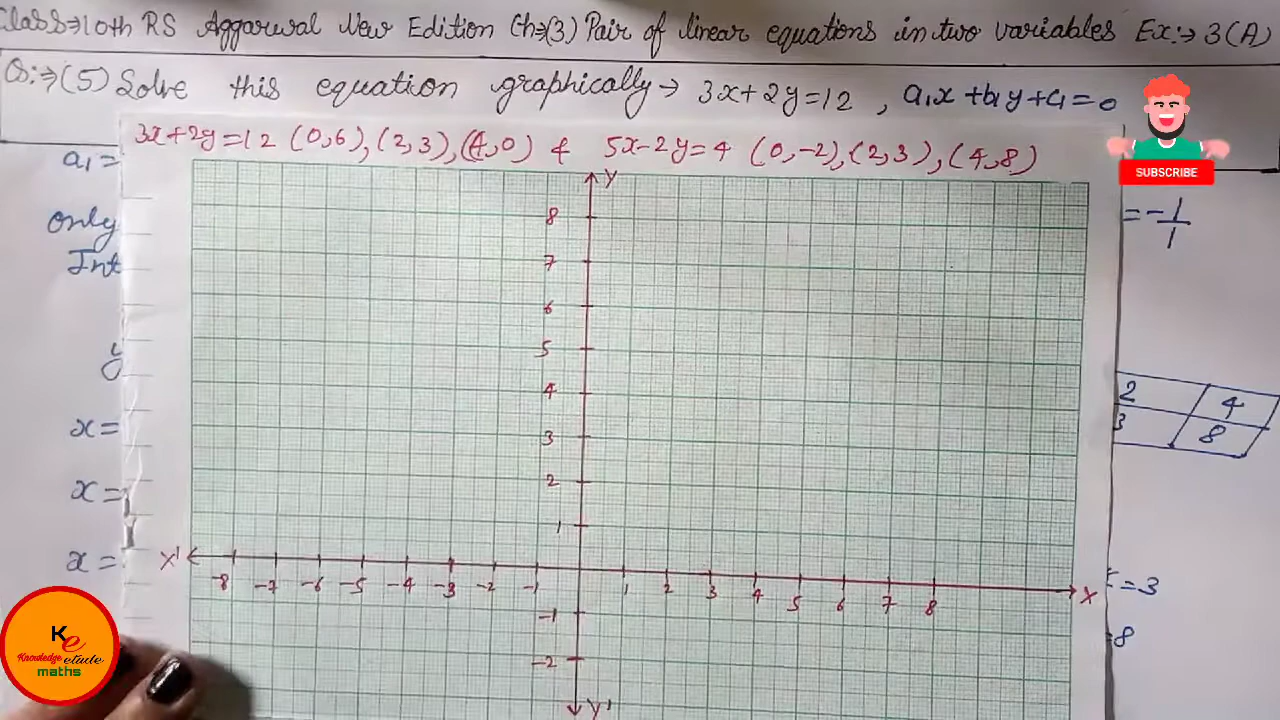 Class⇒10th RS Aggarwal New Edition Ch⇒(3) Pair of linear equations in two variables Ex:⇒ 3(A)
Q:⇒(5) Solve this equation graphically→ 3x+2y=12 , a₁x+b₁y+c₁=0
3x+2y=12 (0,6),(2,3),(4,0) & 5x-2y=4 (0,-2),(2,3),(4,8)
SUBSCRIBE
a₁=
only
Int
y
x=
x=
x=
=-1/1
2 4
3 8
=3
=8
Y
8
7
6
5
4
3
2
1
X' -8 -7 -6 -5 -4 -3 -2 -1 1 2 3 4 5 6 7 8 X
-1
-2
Y'
Ke
Knowledge etade
maths